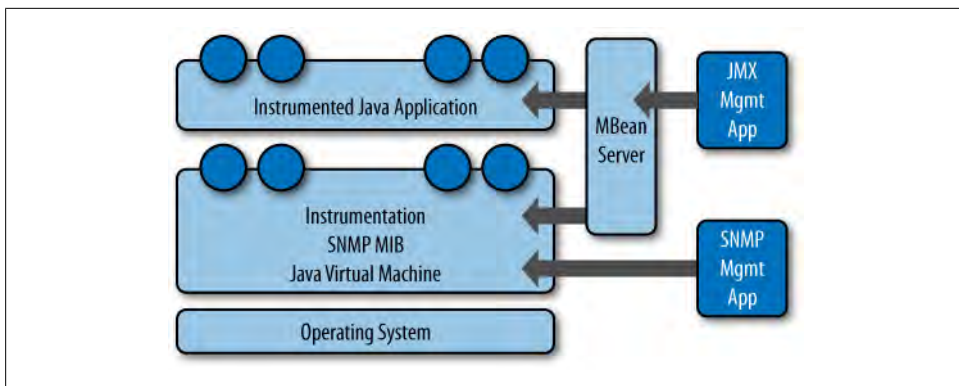 Instrumented Java Application
MBean
Server
JMX
Mgmt
App
Instrumentation
SNMP MIB
Java Virtual Machine
SNMP
Mgmt
App
Operating System